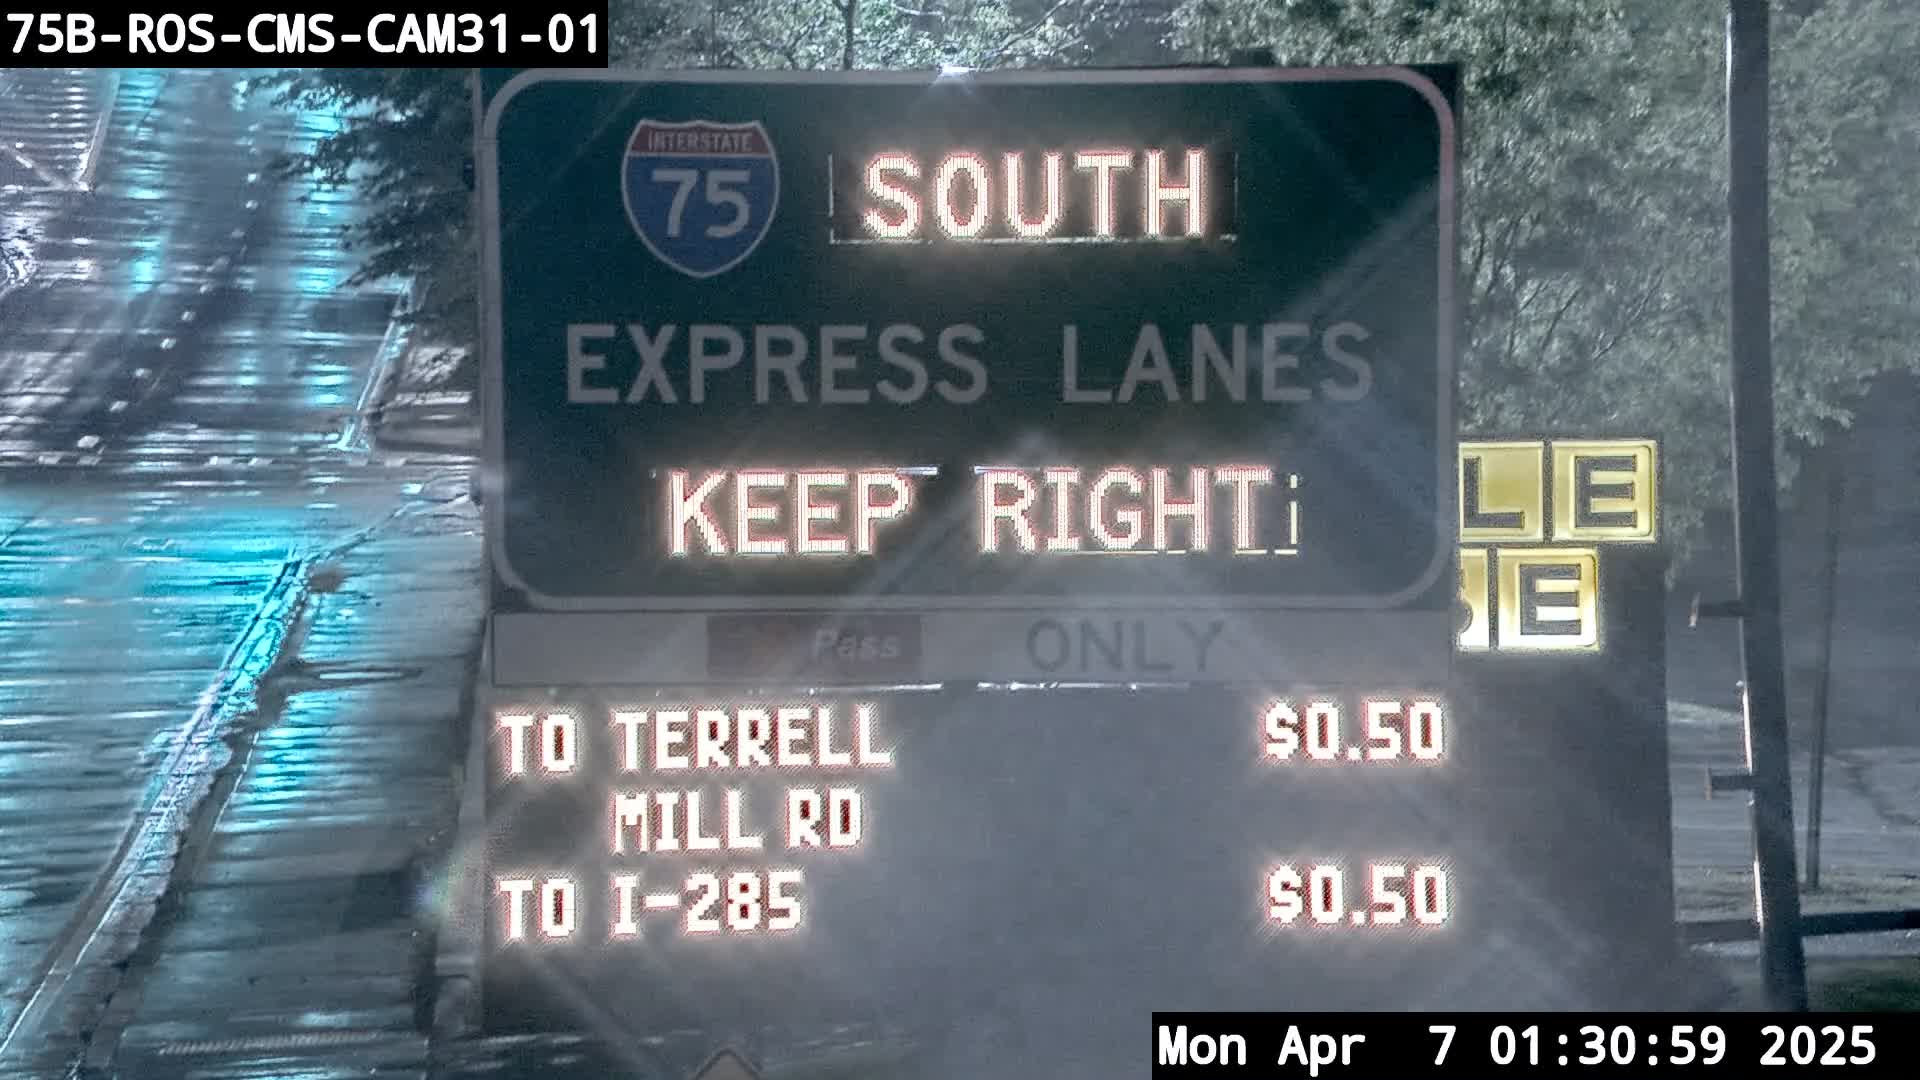 75B-ROS-CMS-CAM31-01
INTERSTATE
75
SOUTH
EXPRESS LANES
KEEP RIGHT
Pass ONLY
LE
E
TO TERRELL $0.50
MILL RD
TO I-285 $0.50
Mon Apr 7 01:30:59 2025